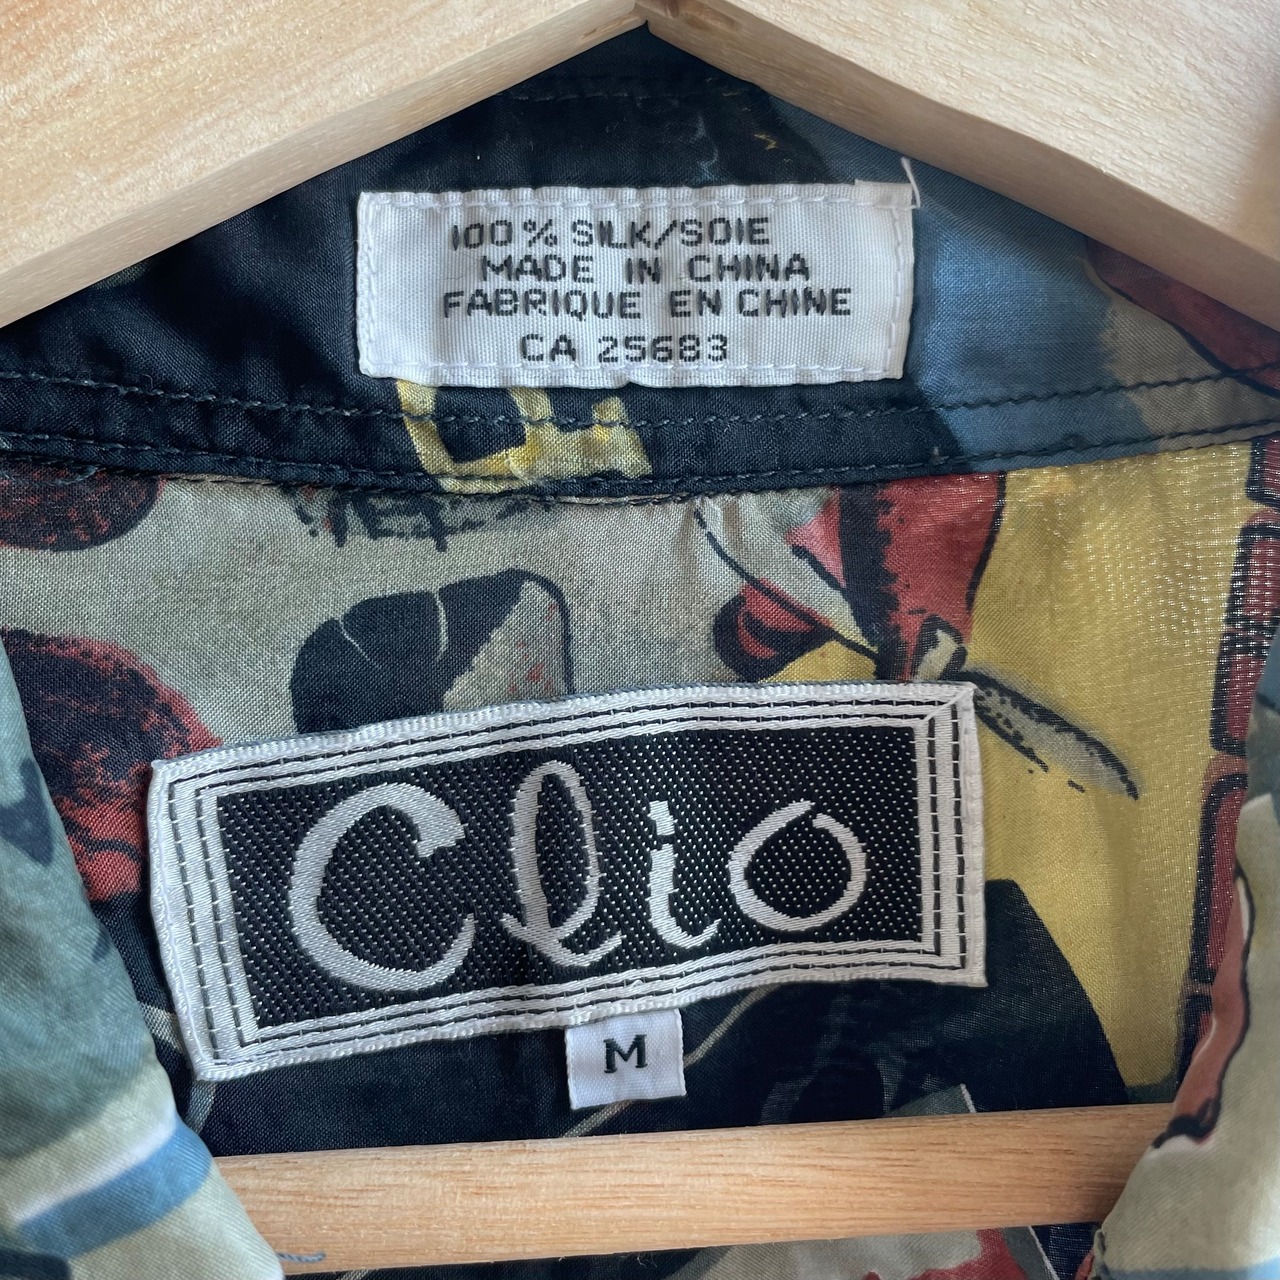 100% SILK/SOIE
MADE IN CHINA
FABRIQUE EN CHINE
CA 25683
Clio
M